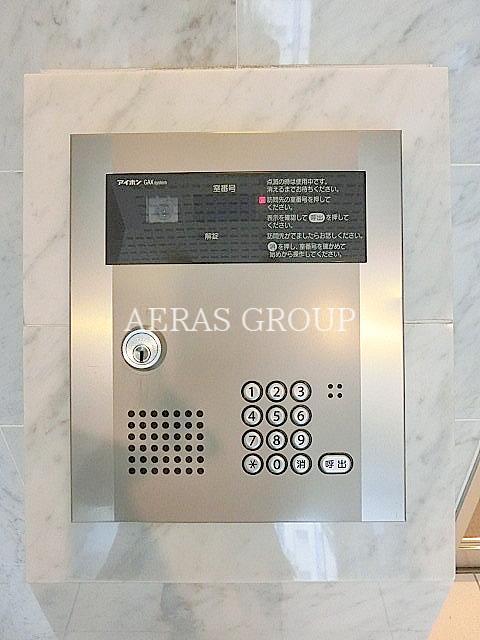 アイホン GAX system
室番号
点滅の時は使用中です。
消えるまでお待ちください。
訪問先の室番号を押して
ください。
表示を確認して 呼出 を押して
ください。
解錠
訪問先がでましたらお話しください。
消 を押し、室番号を確かめて
始めから操作してください。
AERAS GROUP
1 2 3
4 5 6
7 8 9
* 0 消 呼出